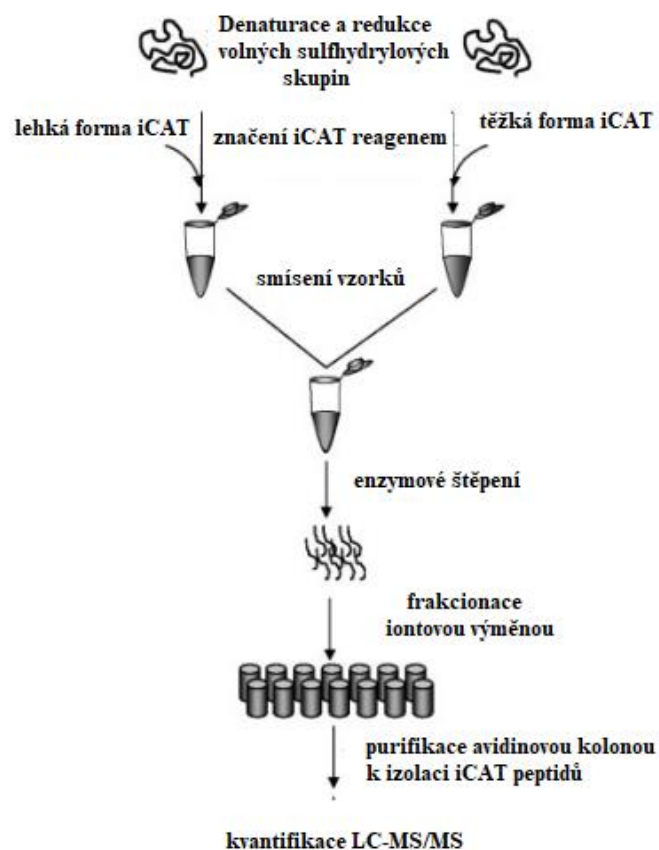 Denaturace a redukce
volných sulfhydrylových
skupin
lehká forma iCAT
značení iCAT reagenem
těžká forma iCAT
smísení vzorků
enzymové štěpení
frakcionace
iontovou výměnou
purifikace avidinovou kolonou
k izolaci iCAT peptidů
kvantifikace LC-MS/MS